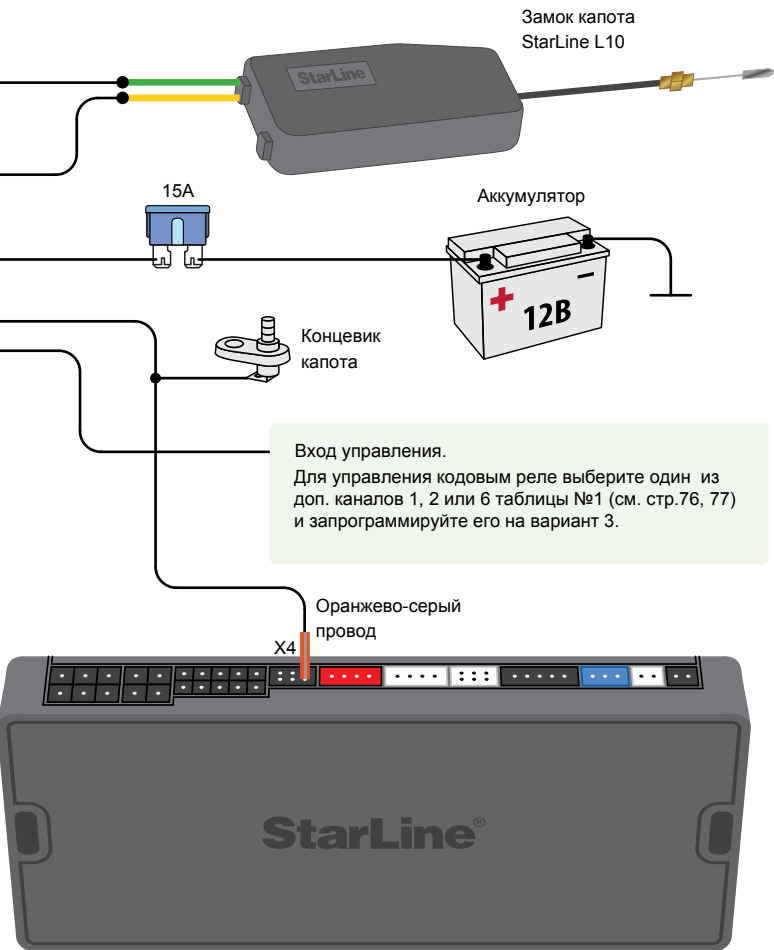 Замок капота
StarLine L10
StarLine
15А
Аккумулятор
12В
Концевик
капота
Вход управления.
Для управления кодовым реле выберите один из
доп. каналов 1, 2 или 6 таблицы №1 (см. стр.76, 77)
и запрограммируйте его на вариант 3.
Оранжево-серый
провод
X4
StarLine®